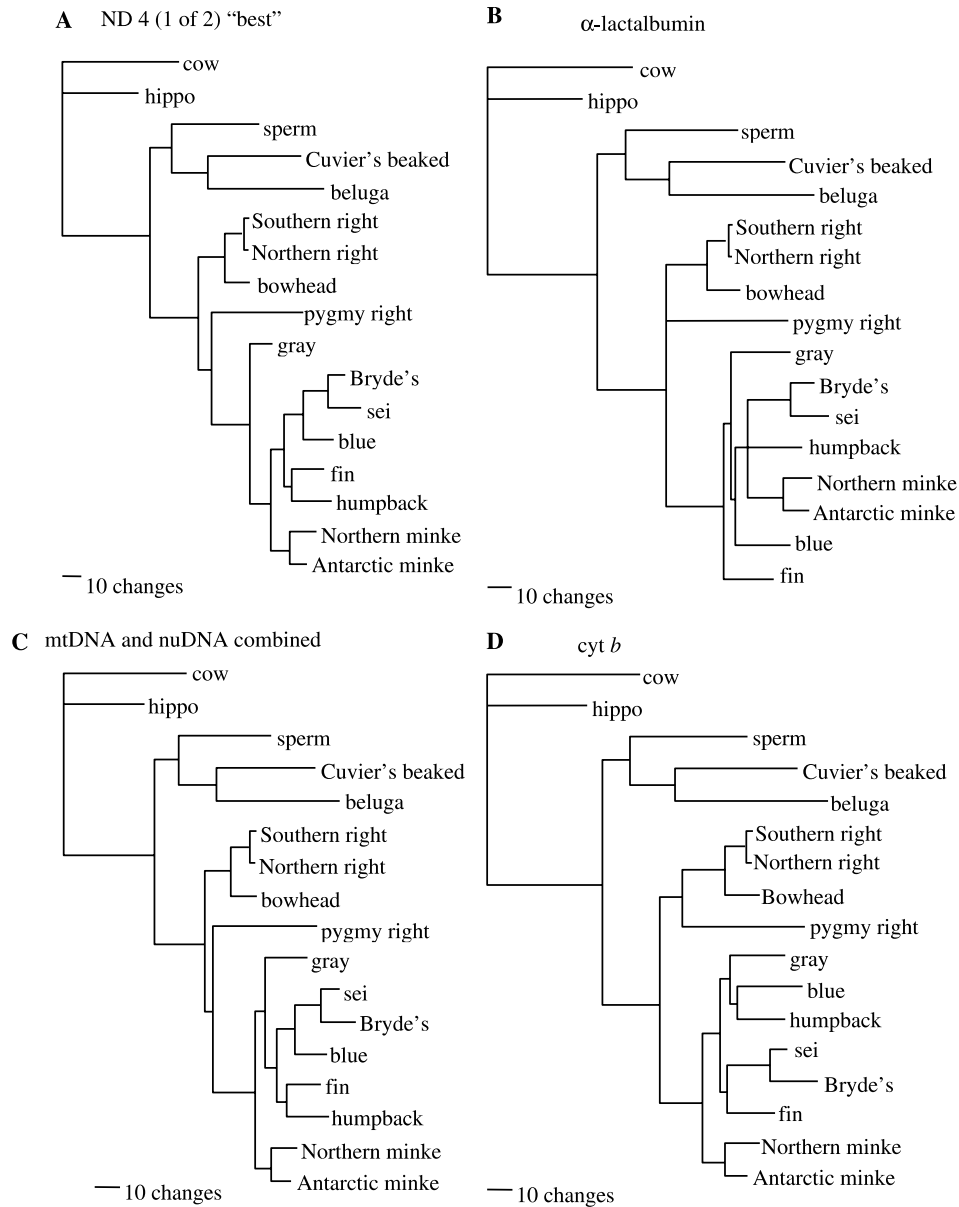 A ND 4 (1 of 2) “best”
cow
hippo
sperm
Cuvier’s beaked
beluga
Southern right
Northern right
bowhead
pygmy right
gray
Bryde’s
sei
blue
fin
humpback
Northern minke
Antarctic minke
10 changes
B α-lactalbumin
cow
hippo
sperm
Cuvier’s beaked
beluga
Southern right
Northern right
bowhead
pygmy right
gray
Bryde’s
sei
humpback
Northern minke
Antarctic minke
blue
fin
10 changes
C mtDNA and nuDNA combined
cow
hippo
sperm
Cuvier’s beaked
beluga
Southern right
Northern right
bowhead
pygmy right
gray
sei
Bryde’s
blue
fin
humpback
Northern minke
Antarctic minke
10 changes
D cyt b
cow
hippo
sperm
Cuvier’s beaked
beluga
Southern right
Northern right
Bowhead
pygmy right
gray
blue
humpback
sei
Bryde’s
fin
Northern minke
Antarctic minke
10 changes